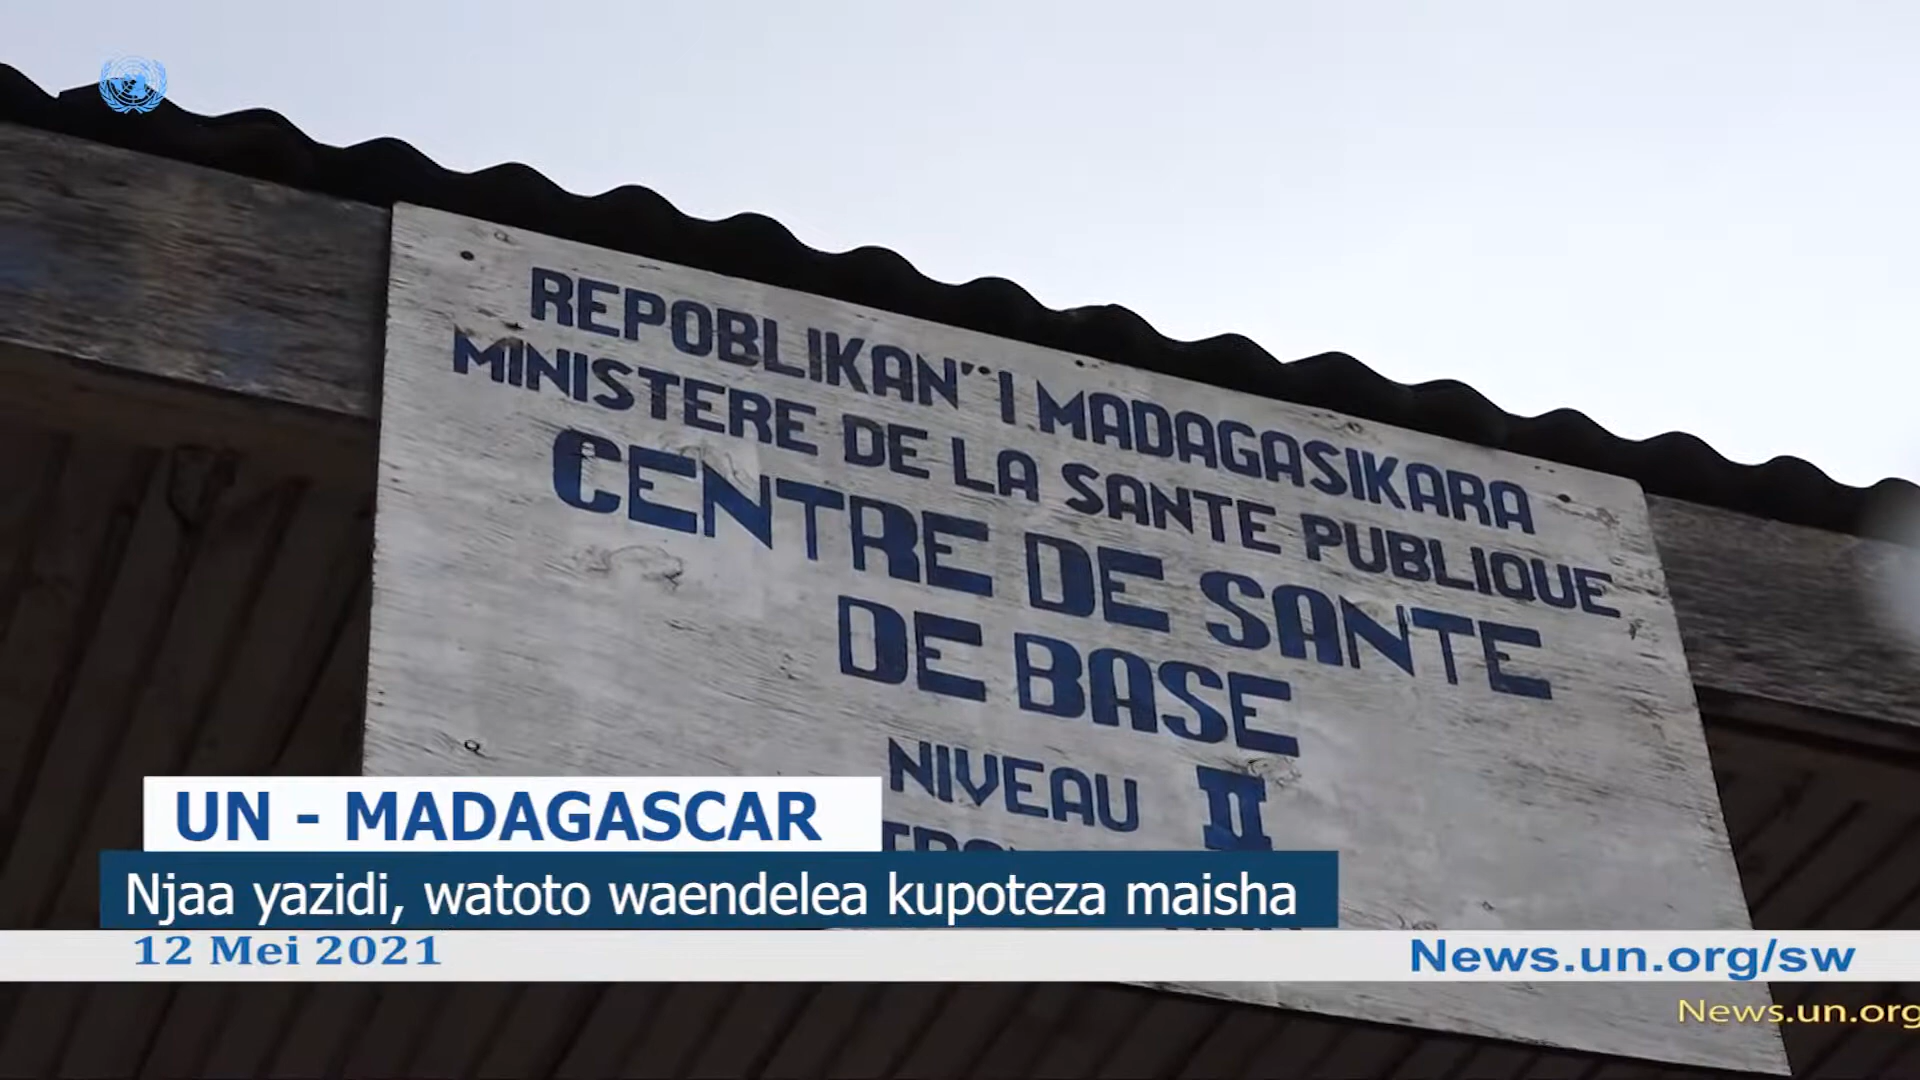 REPOBLIKAN''I MADAGASIKARA
MINISTERE DE LA SANTE PUBLIQUE
CENTRE DE SANTE
DE BASE
NIVEAU II
UN - MADAGASCAR
Njaa yazidi, watoto waendelea kupoteza maisha
12 Mei 2021
News.un.org/sw
News.un.org